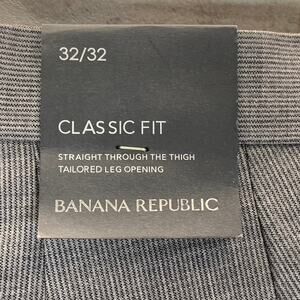 32/32
CLASSIC FIT
STRAIGHT THROUGH THE THIGH
TAILORED LEG OPENING
BANANA REPUBLIC